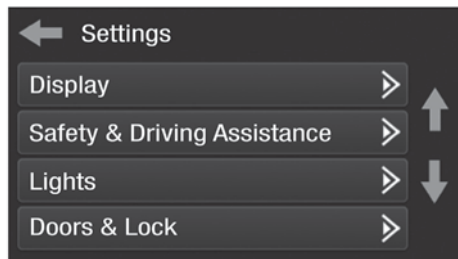 Settings
Display
Safety & Driving Assistance
Lights
Doors & Lock